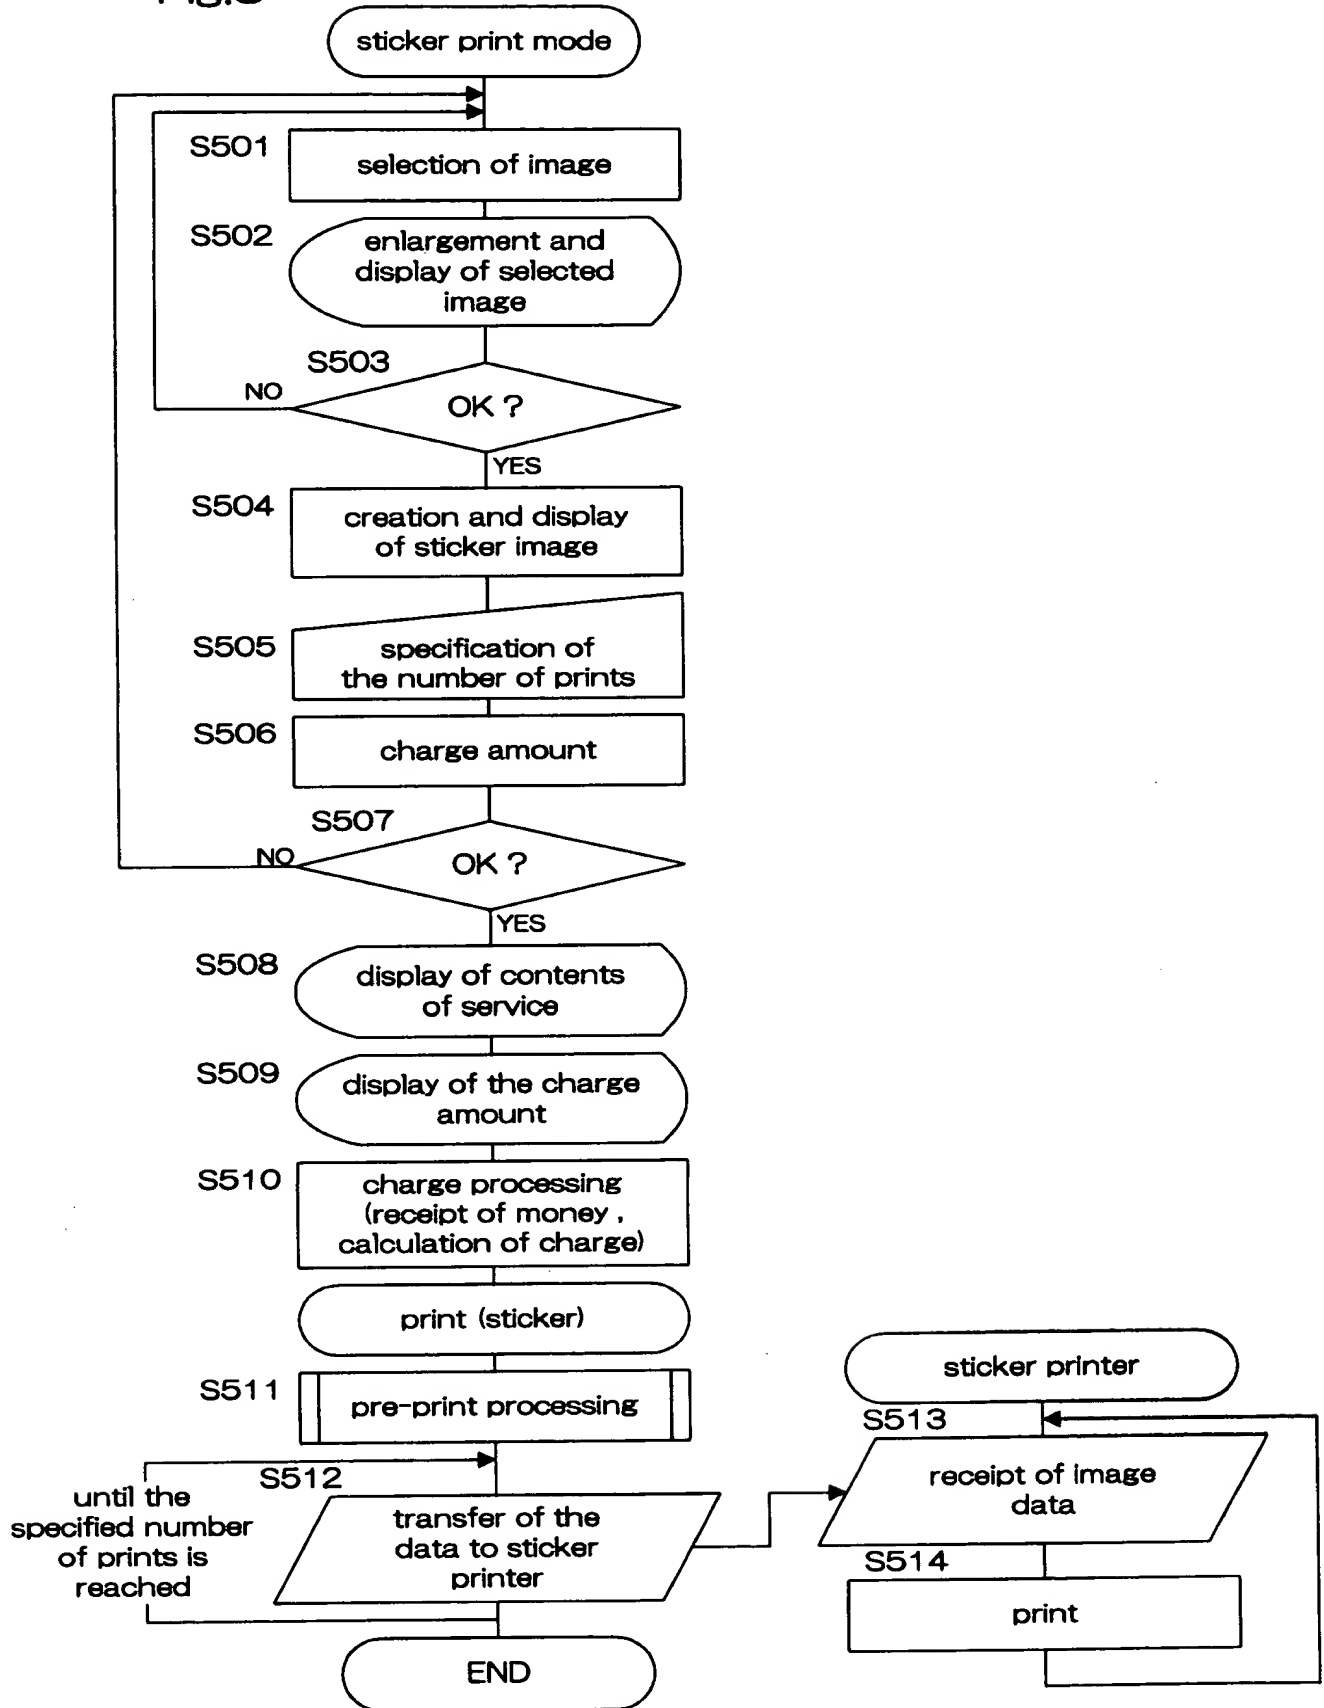 sticker print mode
S501
selection of image
S502
enlargement and
display of selected
image
S503
NO
OK ?
YES
S504
creation and display
of sticker image
S505
specification of
the number of prints
S506
charge amount
S507
NO
OK ?
YES
S508
display of contents
of service
S509
display of the charge
amount
S510
charge processing
(receipt of money ,
calculation of charge)
print (sticker)
S511
pre-print processing
S512
until the
specified number
of prints is
reached
transfer of the
data to sticker
printer
END
sticker printer
S513
receipt of image
data
S514
print